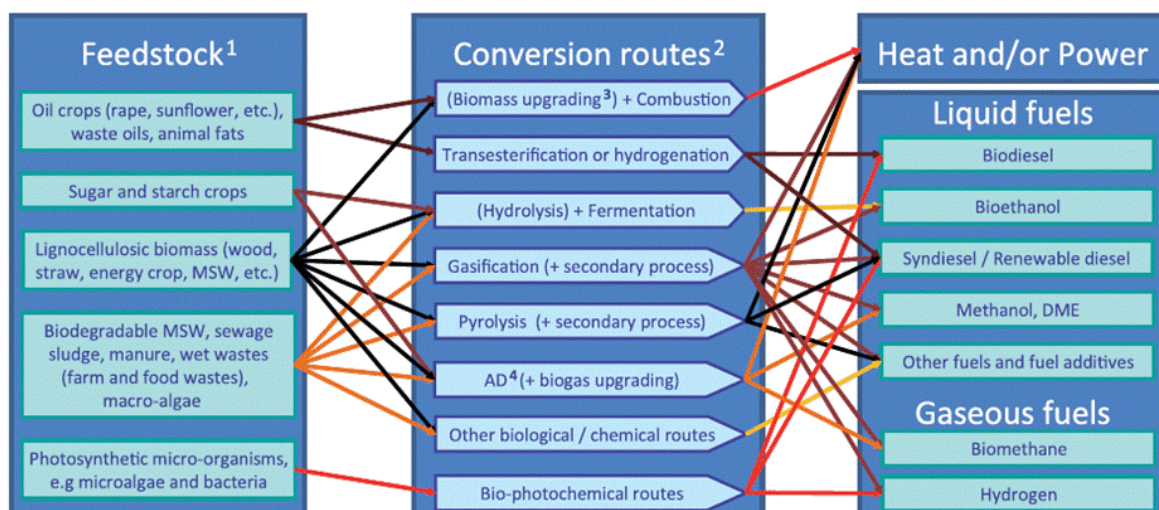 Feedstock¹
Oil crops (rape, sunflower, etc.),
waste oils, animal fats
Sugar and starch crops
Lignocellulosic biomass (wood,
straw, energy crop, MSW, etc.)
Biodegradable MSW, sewage
sludge, manure, wet wastes
(farm and food wastes),
macro-algae
Photosynthetic micro-organisms,
e.g microalgae and bacteria
Conversion routes²
(Biomass upgrading³) + Combustion
Transesterification or hydrogenation
(Hydrolysis) + Fermentation
Gasification (+ secondary process)
Pyrolysis (+ secondary process)
AD⁴ (+ biogas upgrading)
Other biological / chemical routes
Bio-photochemical routes
Heat and/or Power
Liquid fuels
Biodiesel
Bioethanol
Syndiesel / Renewable diesel
Methanol, DME
Other fuels and fuel additives
Gaseous fuels
Biomethane
Hydrogen